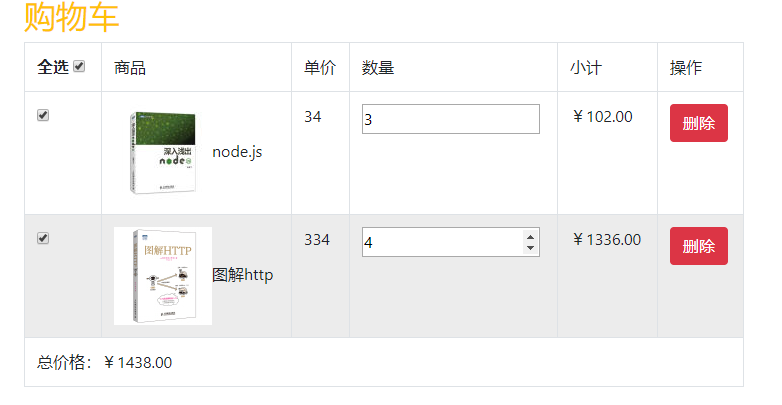 购物车
全选 商品 单价 数量 小计 操作
深入浅出
node
node.js 34 3 ￥102.00 删除
图解HTTP
图解http 334 4 ￥1336.00 删除
总价格：￥1438.00